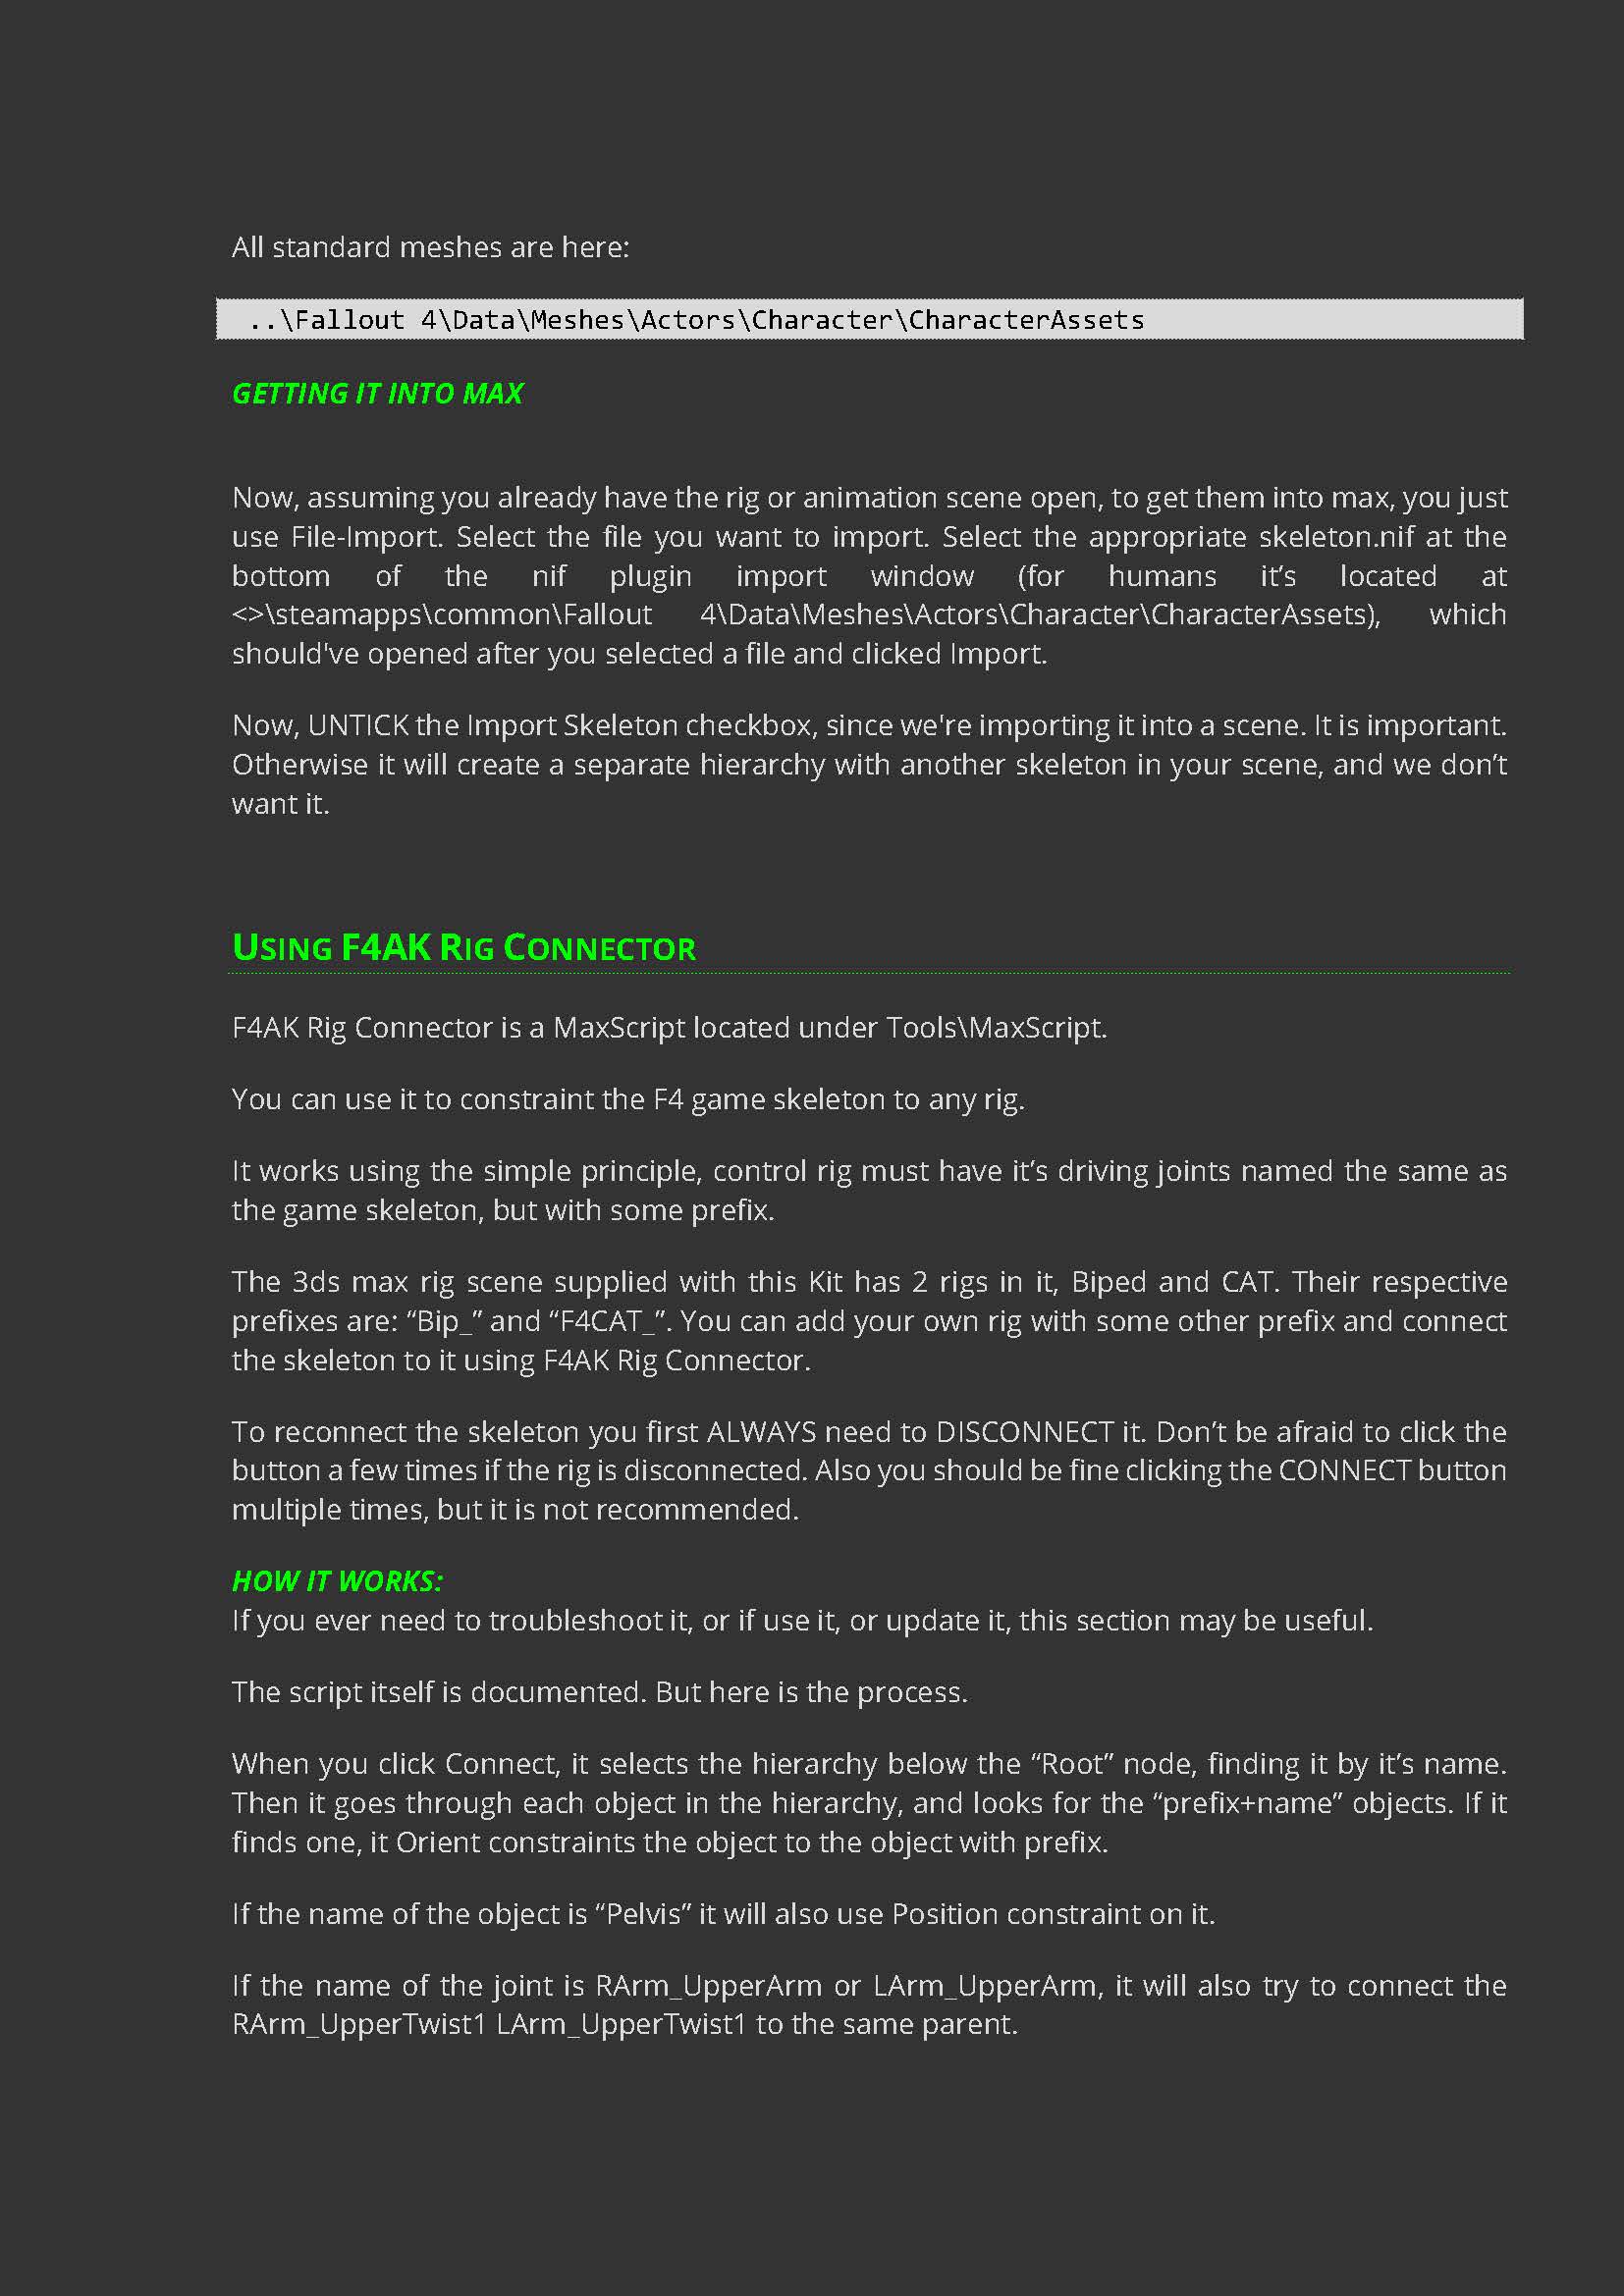 All standard meshes are here:
..\Fallout 4\Data\Meshes\Actors\Character\CharacterAssets
GETTING IT INTO MAX
Now, assuming you already have the rig or animation scene open, to get them into max, you just
use File-Import. Select the file you want to import. Select the appropriate skeleton.nif at the
bottom of the nif plugin import window (for humans it’s located at
<>\steamapps\common\Fallout 4\Data\Meshes\Actors\Character\CharacterAssets), which
should've opened after you selected a file and clicked Import.
Now, UNTICK the Import Skeleton checkbox, since we're importing it into a scene. It is important.
Otherwise it will create a separate hierarchy with another skeleton in your scene, and we don’t
want it.
USING F4AK RIG CONNECTOR
F4AK Rig Connector is a MaxScript located under Tools\MaxScript.
You can use it to constraint the F4 game skeleton to any rig.
It works using the simple principle, control rig must have it’s driving joints named the same as
the game skeleton, but with some prefix.
The 3ds max rig scene supplied with this Kit has 2 rigs in it, Biped and CAT. Their respective
prefixes are: “Bip_” and “F4CAT_”. You can add your own rig with some other prefix and connect
the skeleton to it using F4AK Rig Connector.
To reconnect the skeleton you first ALWAYS need to DISCONNECT it. Don’t be afraid to click the
button a few times if the rig is disconnected. Also you should be fine clicking the CONNECT button
multiple times, but it is not recommended.
HOW IT WORKS:
If you ever need to troubleshoot it, or if use it, or update it, this section may be useful.
The script itself is documented. But here is the process.
When you click Connect, it selects the hierarchy below the “Root” node, finding it by it’s name.
Then it goes through each object in the hierarchy, and looks for the “prefix+name” objects. If it
finds one, it Orient constraints the object to the object with prefix.
If the name of the object is “Pelvis” it will also use Position constraint on it.
If the name of the joint is RArm_UpperArm or LArm_UpperArm, it will also try to connect the
RArm_UpperTwist1 LArm_UpperTwist1 to the same parent.